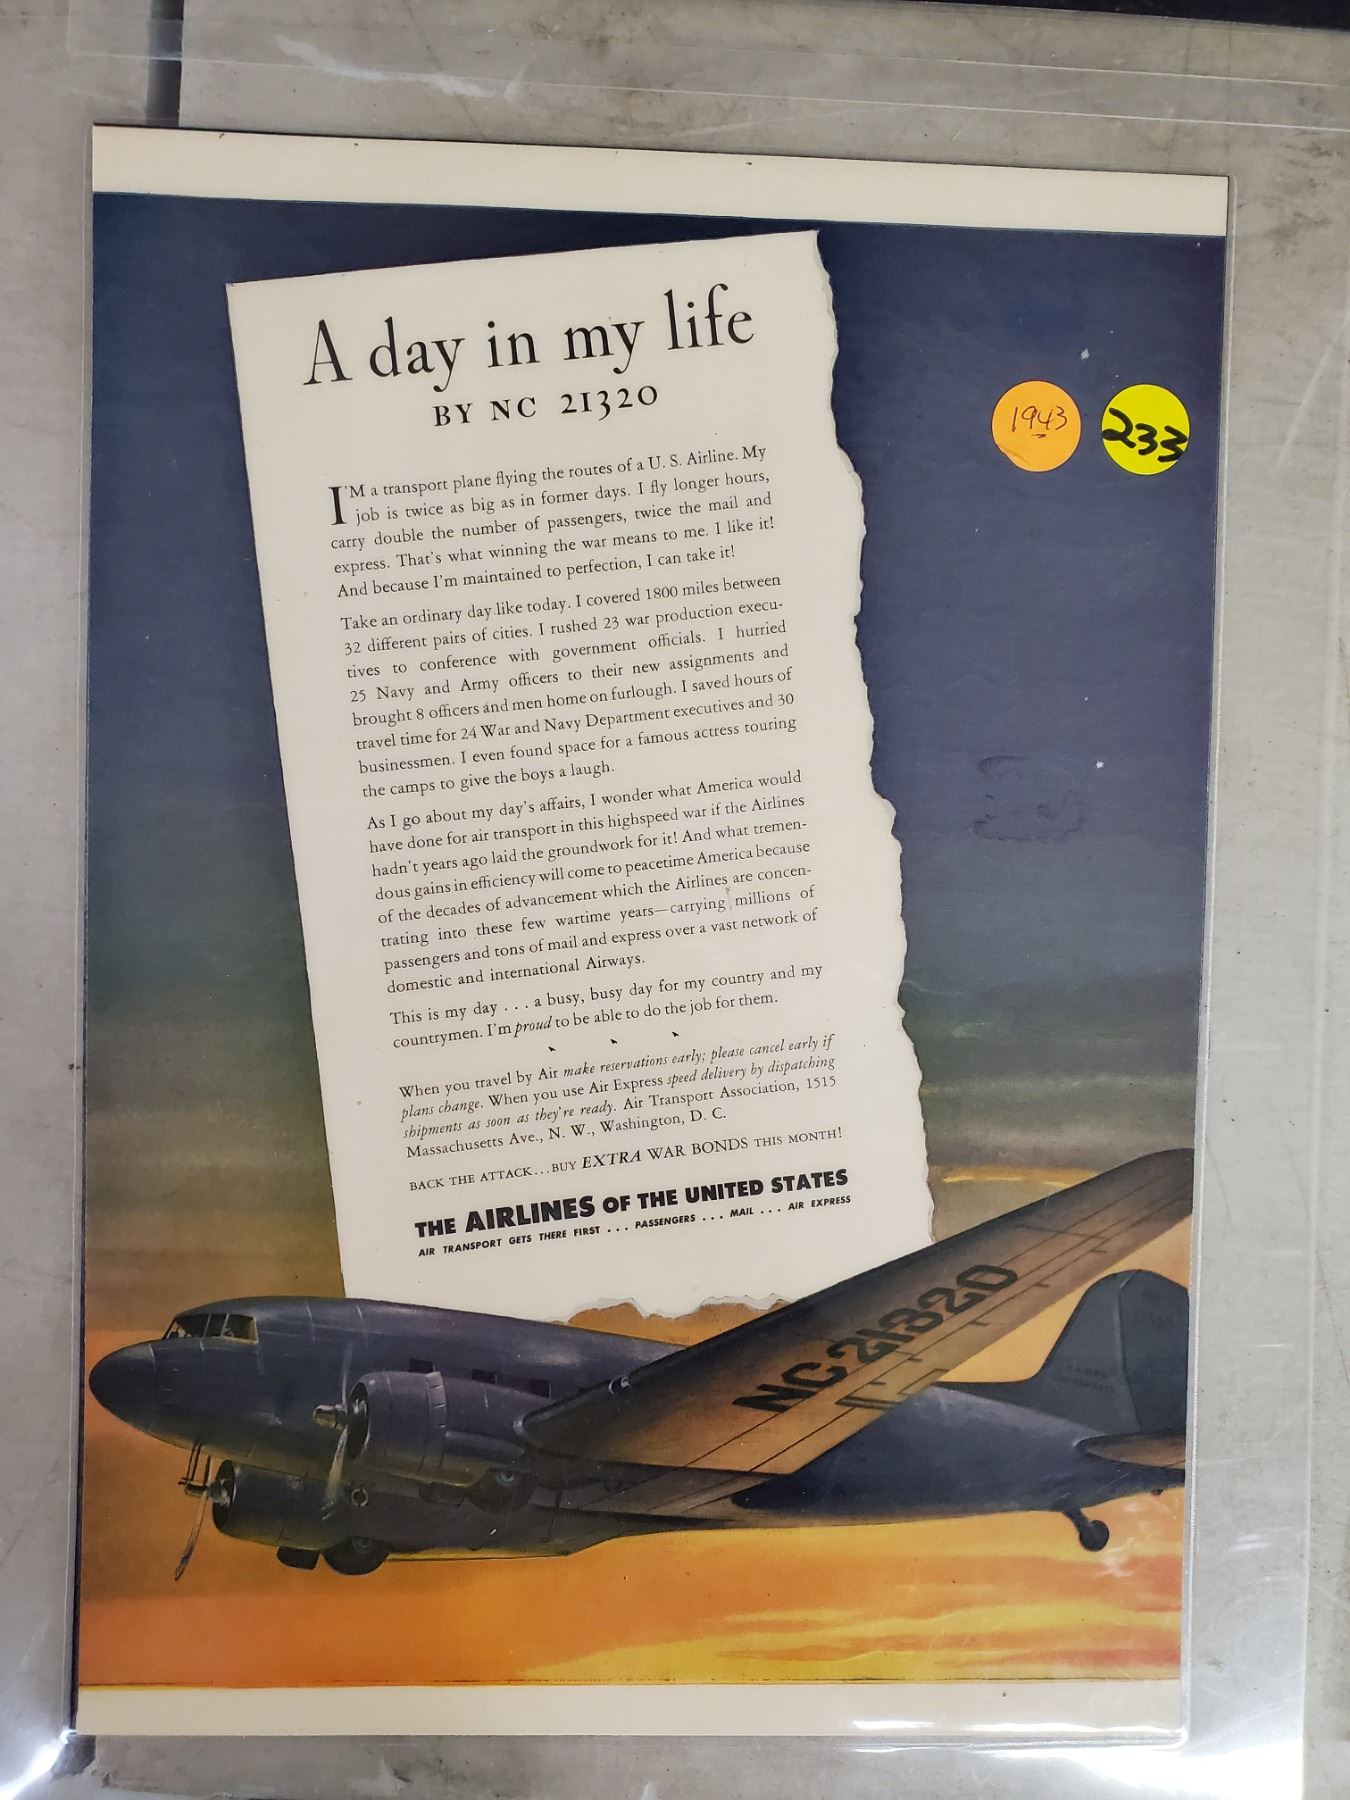 A day in my life
BY NC 21320
1943
233
I'M a transport plane flying the routes of a U. S. Airline. My
job is twice as big as in former days. I fly longer hours,
carry double the number of passengers, twice the mail and
express. That's what winning the war means to me. I like it!
And because I'm maintained to perfection, I can take it!
Take an ordinary day like today. I covered 1800 miles between
32 different pairs of cities. I rushed 23 war production execu-
tives to conference with government officials. I hurried
25 Navy and Army officers to their new assignments and
brought 8 officers and men home on furlough. I saved hours of
travel time for 24 War and Navy Department executives and 30
businessmen. I even found space for a famous actress touring
the camps to give the boys a laugh.
As I go about my day's affairs, I wonder what America would
have done for air transport in this highspeed war if the Airlines
hadn't years ago laid the groundwork for it! And what tremen-
dous gains in efficiency will come to peacetime America because
of the decades of advancement which the Airlines are concen-
trating into these few wartime years—carrying millions of
passengers and tons of mail and express over a vast network of
domestic and international Airways.
This is my day . . . a busy, busy day for my country and my
countrymen. I'm proud to be able to do the job for them.
When you travel by Air make reservations early; please cancel early if
plans change. When you use Air Express speed delivery by dispatching
shipments as soon as they're ready. Air Transport Association, 1515
Massachusetts Ave., N. W., Washington, D. C.
BACK THE ATTACK...BUY EXTRA WAR BONDS THIS MONTH!
THE AIRLINES OF THE UNITED STATES
AIR TRANSPORT GETS THERE FIRST . . . PASSENGERS . . . MAIL . . . AIR EXPRESS
NC 21320